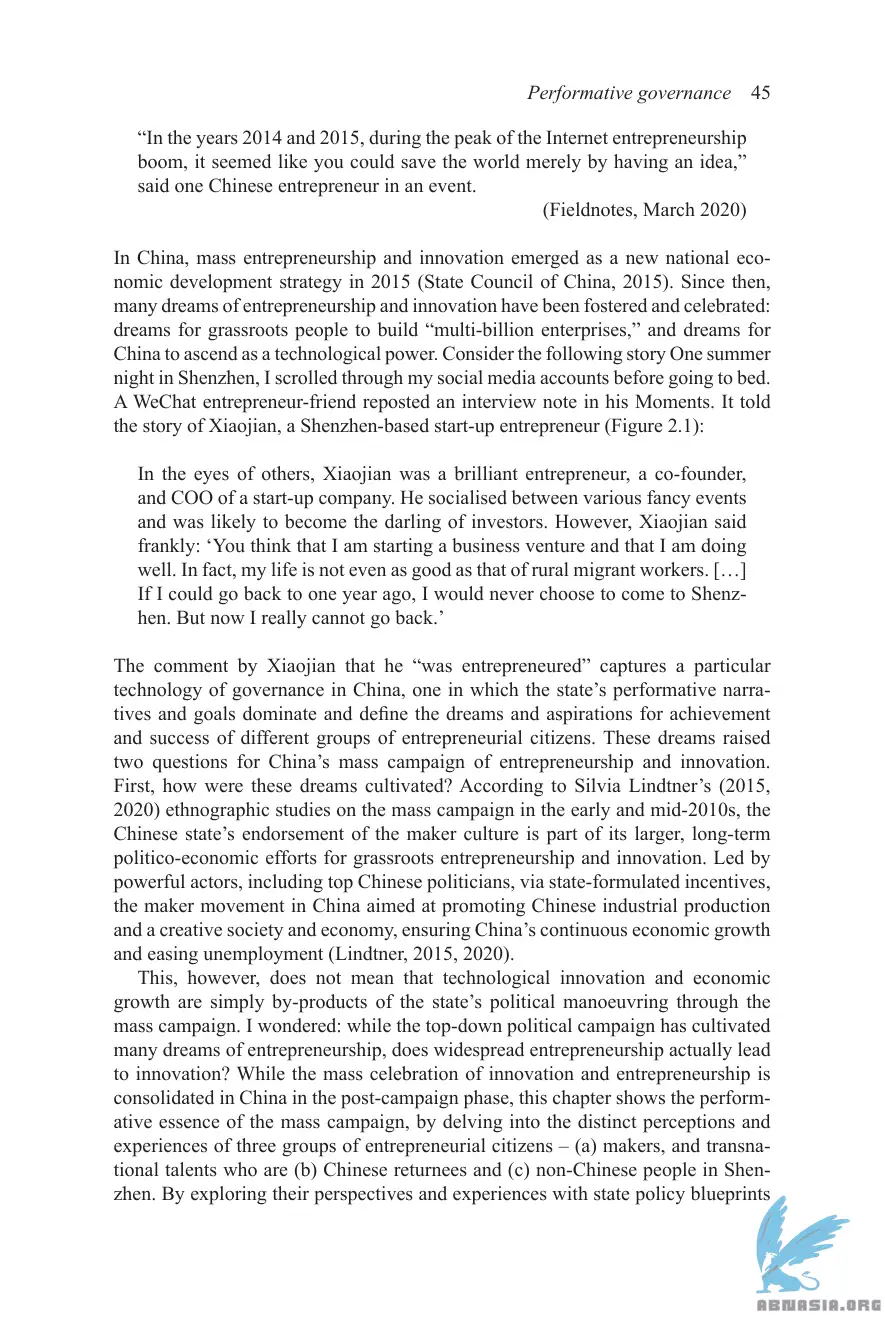 Performative governance 45
“In the years 2014 and 2015, during the peak of the Internet entrepreneurship
boom, it seemed like you could save the world merely by having an idea,”
said one Chinese entrepreneur in an event.
(Fieldnotes, March 2020)
In China, mass entrepreneurship and innovation emerged as a new national eco-
nomic development strategy in 2015 (State Council of China, 2015). Since then,
many dreams of entrepreneurship and innovation have been fostered and celebrated:
dreams for grassroots people to build “multi-billion enterprises,” and dreams for
China to ascend as a technological power. Consider the following story One summer
night in Shenzhen, I scrolled through my social media accounts before going to bed.
A WeChat entrepreneur-friend reposted an interview note in his Moments. It told
the story of Xiaojian, a Shenzhen-based start-up entrepreneur (Figure 2.1):
In the eyes of others, Xiaojian was a brilliant entrepreneur, a co-founder,
and COO of a start-up company. He socialised between various fancy events
and was likely to become the darling of investors. However, Xiaojian said
frankly: ‘You think that I am starting a business venture and that I am doing
well. In fact, my life is not even as good as that of rural migrant workers. […]
If I could go back to one year ago, I would never choose to come to Shenz-
hen. But now I really cannot go back.’
The comment by Xiaojian that he “was entrepreneured” captures a particular
technology of governance in China, one in which the state’s performative narra-
tives and goals dominate and define the dreams and aspirations for achievement
and success of different groups of entrepreneurial citizens. These dreams raised
two questions for China’s mass campaign of entrepreneurship and innovation.
First, how were these dreams cultivated? According to Silvia Lindtner’s (2015,
2020) ethnographic studies on the mass campaign in the early and mid-2010s, the
Chinese state’s endorsement of the maker culture is part of its larger, long-term
politico-economic efforts for grassroots entrepreneurship and innovation. Led by
powerful actors, including top Chinese politicians, via state-formulated incentives,
the maker movement in China aimed at promoting Chinese industrial production
and a creative society and economy, ensuring China’s continuous economic growth
and easing unemployment (Lindtner, 2015, 2020).
This, however, does not mean that technological innovation and economic
growth are simply by-products of the state’s political manoeuvring through the
mass campaign. I wondered: while the top-down political campaign has cultivated
many dreams of entrepreneurship, does widespread entrepreneurship actually lead
to innovation? While the mass celebration of innovation and entrepreneurship is
consolidated in China in the post-campaign phase, this chapter shows the perform-
ative essence of the mass campaign, by delving into the distinct perceptions and
experiences of three groups of entrepreneurial citizens – (a) makers, and transna-
tional talents who are (b) Chinese returnees and (c) non-Chinese people in Shen-
zhen. By exploring their perspectives and experiences with state policy blueprints
ABNASIA.ORG